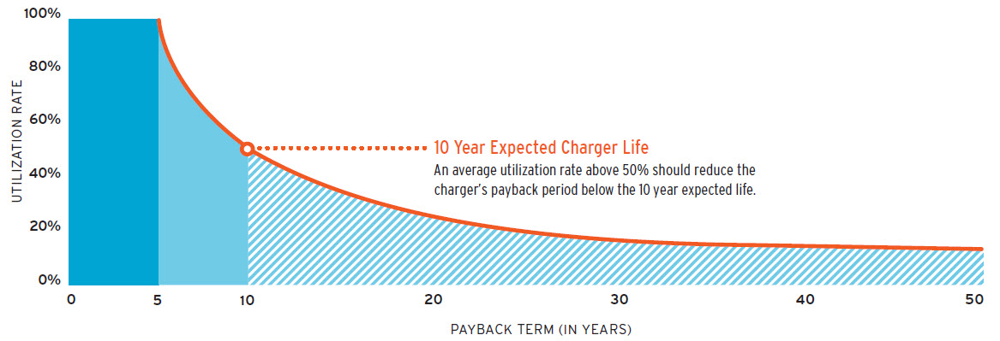 100%
80%
60%
40%
20%
0%
UTILIZATION RATE
10 Year Expected Charger Life
An average utilization rate above 50% should reduce the
charger's payback period below the 10 year expected life.
0 5 10 20 30 40 50
PAYBACK TERM (IN YEARS)